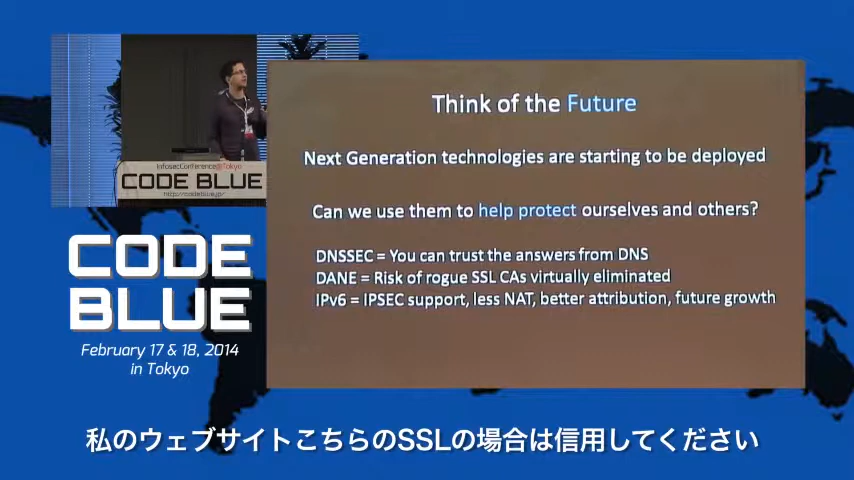 InfosecConference@Tokyo
CODE BLUE
CODE
BLUE
February 17 & 18, 2014
in Tokyo
Think of the Future
Next Generation technologies are starting to be deployed
Can we use them to help protect ourselves and others?
DNSSEC = You can trust the answers from DNS
DANE = Risk of rogue SSL CAs virtually eliminated
IPv6 = IPSEC support, less NAT, better attribution, future growth
私のウェブサイトこちらのSSLの場合は信用してください